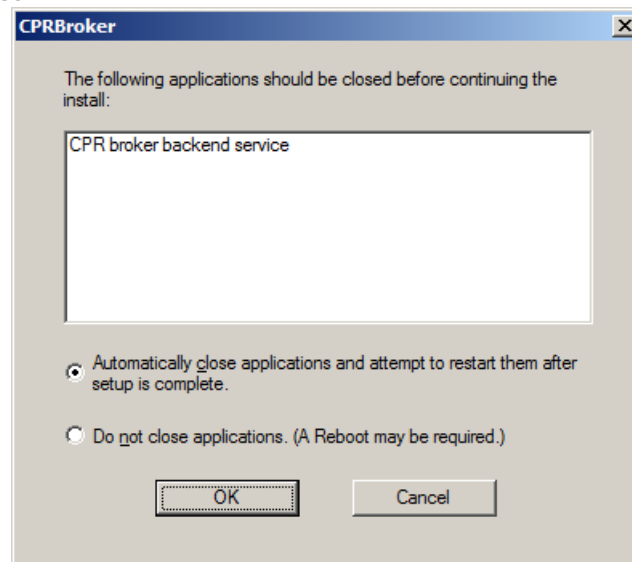 CPRBroker
The following applications should be closed before continuing the
install:
CPR broker backend service
Automatically close applications and attempt to restart them after
setup is complete.
Do not close applications. (A Reboot may be required.)
OK
Cancel